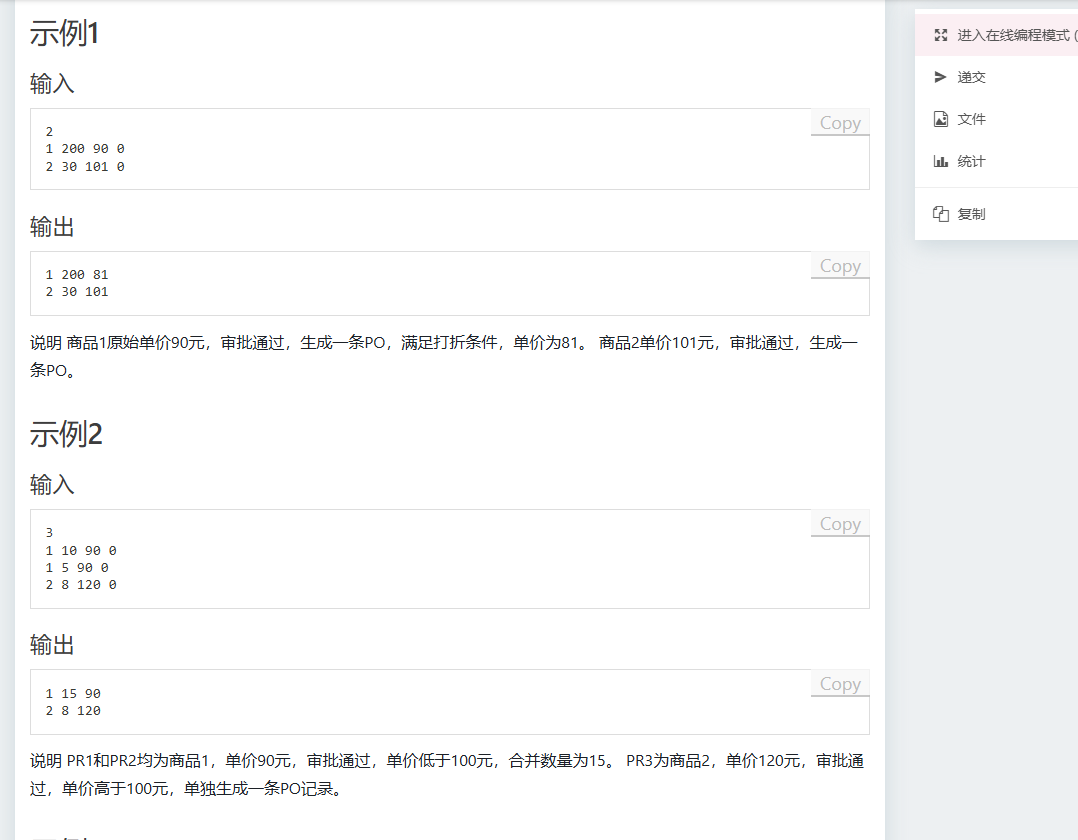 示例1
输入
Copy
2
1 200 90 0
2 30 101 0
输出
Copy
1 200 81
2 30 101
说明 商品1原始单价90元，审批通过，生成一条PO，满足打折条件，单价为81。 商品2单价101元，审批通过，生成一
条PO。
示例2
输入
Copy
3
1 10 90 0
1 5 90 0
2 8 120 0
输出
Copy
1 15 90
2 8 120
说明 PR1和PR2均为商品1，单价90元，审批通过，单价低于100元，合并数量为15。 PR3为商品2，单价120元，审批通
过，单价高于100元，单独生成一条PO记录。
进入在线编程模式 (
递交
文件
统计
复制